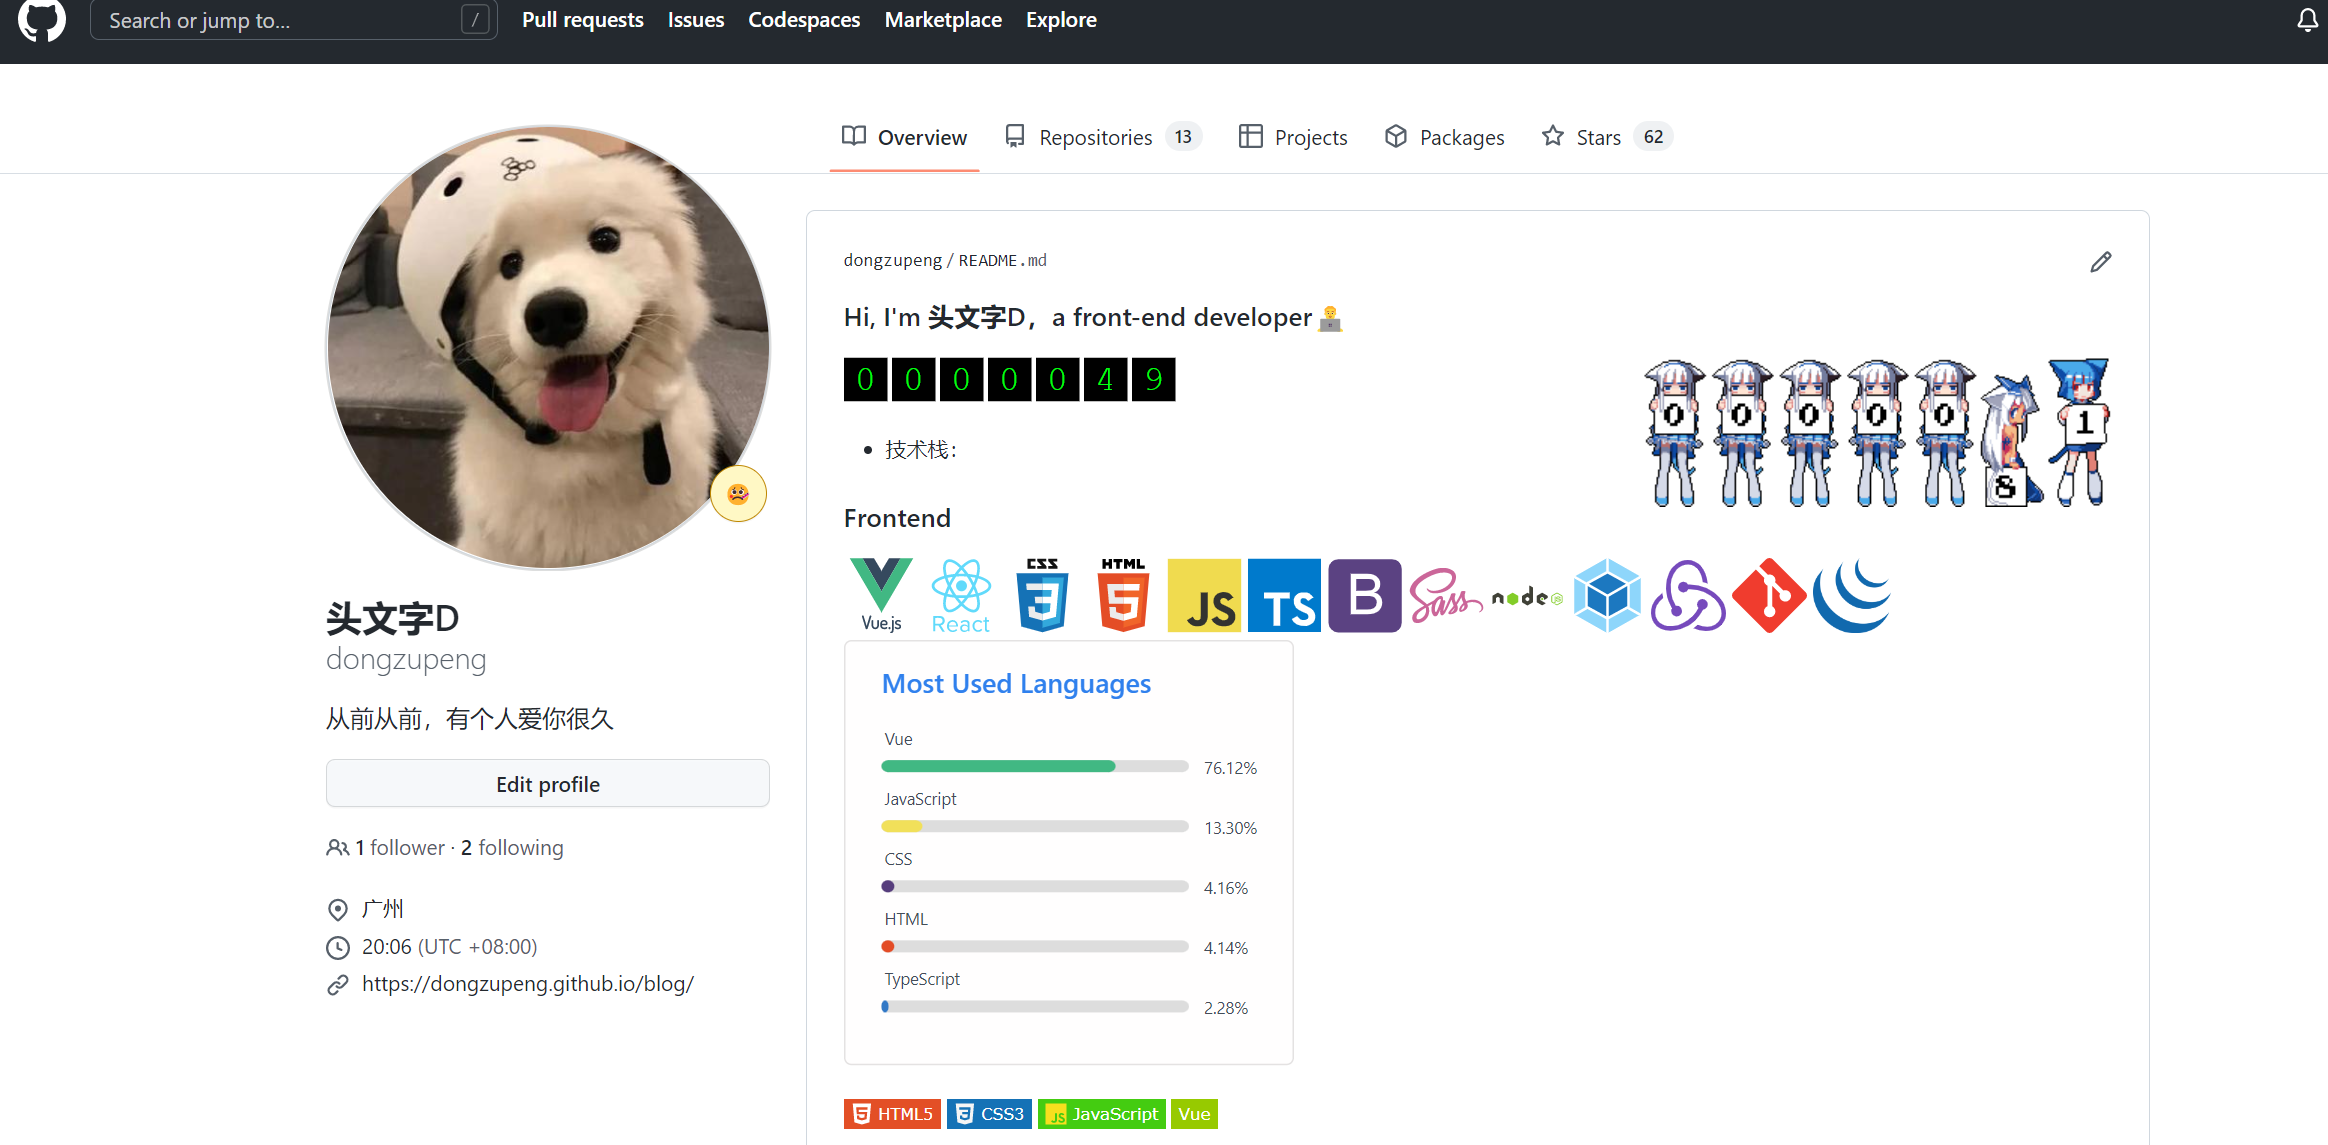 Search or jump to... / Pull requests Issues Codespaces Marketplace Explore
Overview Repositories 13 Projects Packages Stars 62
头文字D
dongzupeng
从前从前，有个人爱你很久
Edit profile
1 follower · 2 following
广州
20:06 (UTC +08:00)
https://dongzupeng.github.io/blog/
dongzupeng / README.md
Hi, I'm 头文字D，a front-end developer
0 0 0 0 0 4 9
0 0 0 0 0 8 1
技术栈：
Frontend
Vue.js React CSS 3 HTML 5 JS TS B Sass node JS
Most Used Languages
Vue
76.12%
JavaScript
13.30%
CSS
4.16%
HTML
4.14%
TypeScript
2.28%
HTML5 CSS3 JS JavaScript Vue